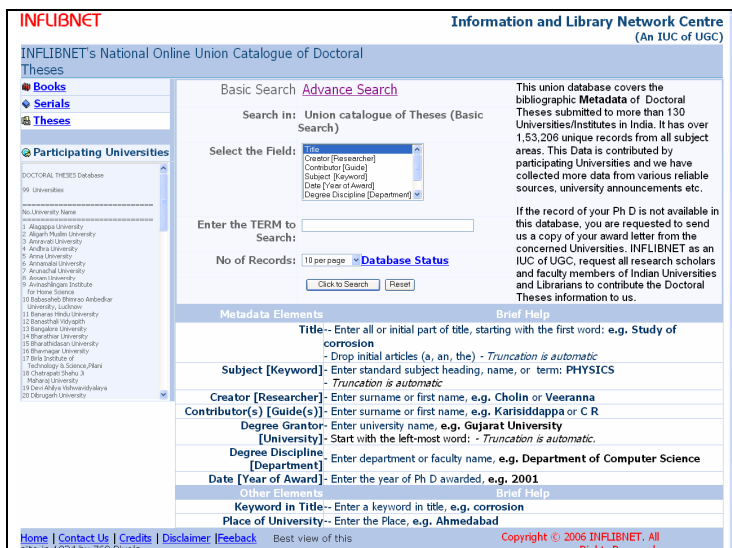 INFLIBNET
Information and Library Network Centre
(An IUC of UGC)
INFLIBNET's National Online Union Catalogue of Doctoral
Theses
Books
Serials
Theses
Participating Universities
DOCTORAL THESES Database
99 Universities
==============================
No.University Name
==============================
1 Alagappa University
2 Aligarh Muslim University
3 Amravati University
4 Andhra University
5 Anna University
6 Annamalai University
7 Arunachal University
8 Assam University
9 Avinashlingam Institute
for Home Science
10 Babasaheb Bhimrao Ambedkar
University, Lucknow
11 Banaras Hindu University
12 Banasthali Vidyapith
13 Bangalore University
14 Bharathiar University
15 Bharathidasan University
16 Bhavnagar University
17 Birla Institute of
Technology & Science,Pilani
18 Chatrapati Shahu Ji
Maharaj University
19 Devi Ahilya Vishwavidyalaya
20 Dibrugarh University
Basic Search Advance Search
Search in: Union catalogue of Theses (Basic
Search)
Select the Field:
Title
Creator [Researcher]
Contributor [Guide]
Subject [Keyword]
Date [Year of Award]
Degree Discipline [Department]
Enter the TERM to
Search:
No of Records: 10 per page Database Status
Click to Search Reset
This union database covers the
bibliographic Metadata of Doctoral
Theses submitted to more than 130
Universities/Institutes in India. It has over
1,53,206 unique records from all subject
areas. This Data is contributed by
participating Universities and we have
collected more data from various reliable
sources, university announcements etc.
If the record of your Ph D is not available in
this database, you are requested to send
us a copy of your award letter from the
concerned Universities. INFLIBNET as an
IUC of UGC, request all research scholars
and faculty members of Indian Universities
and Librarians to contribute the Doctoral
Theses information to us.
Metadata Elements Brief Help
Title-- Enter all or initial part of title, starting with the first word: e.g. Study of
corrosion
- Drop initial articles (a, an, the) - Truncation is automatic
Subject [Keyword]- Enter standard subject heading, name, or term: PHYSICS
- Truncation is automatic
Creator [Researcher]- Enter surname or first name, e.g. Cholin or Veeranna
Contributor(s) [Guide(s)]- Enter surname or first name, e.g. Karisiddappa or C R
Degree Grantor- Enter university name, e.g. Gujarat University
[University]- Start with the left-most word: - Truncation is automatic.
Degree Discipline
[Department]- Enter department or faculty name, e.g. Department of Computer Science
Date [Year of Award]- Enter the year of Ph D awarded, e.g. 2001
Other Elements Brief Help
Keyword in Title-- Enter a keyword in title, e.g. corrosion
Place of University-- Enter the Place, e.g. Ahmedabad
Home | Contact Us | Credits | Disclaimer |Feeback Best view of this
Copyright © 2006 INFLIBNET. All